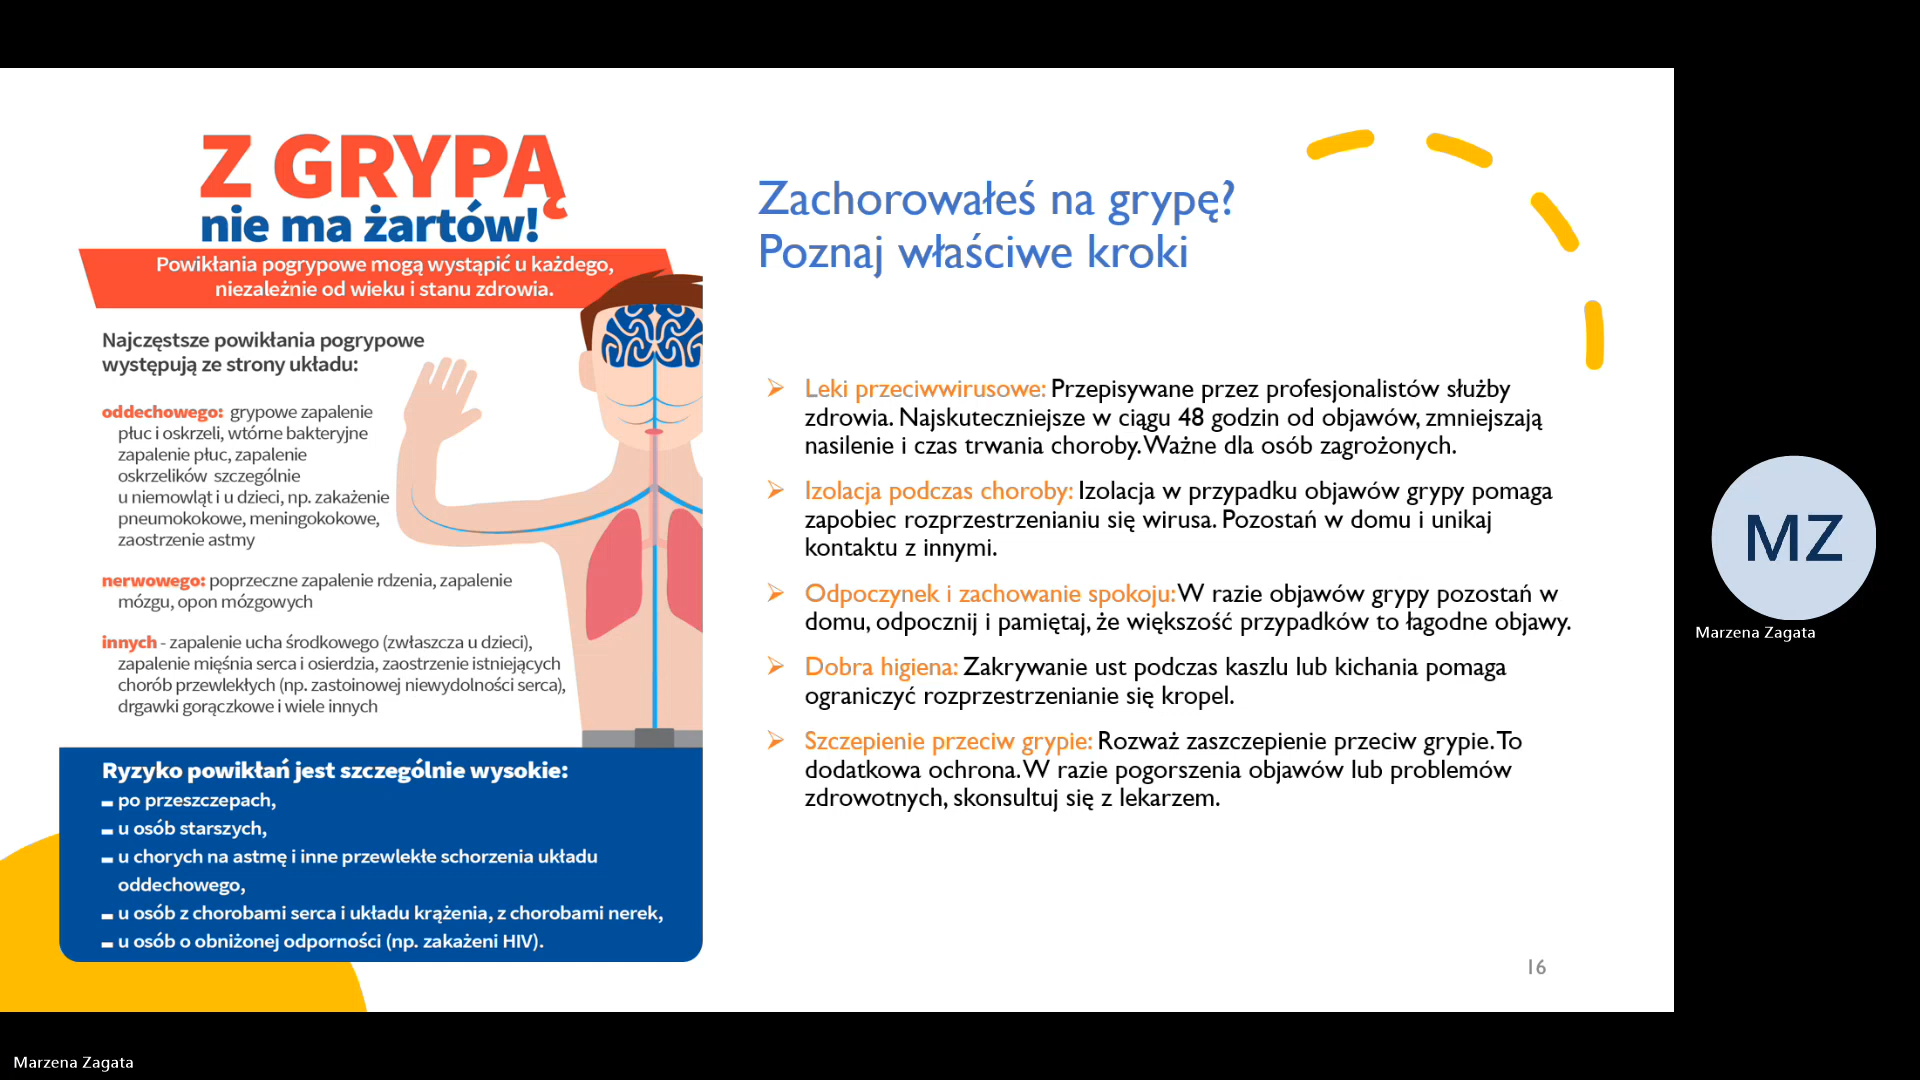 Z GRYPĄ
nie ma żartów!
Powikłania pogrypowe mogą wystąpić u każdego,
niezależnie od wieku i stanu zdrowia.
Najczęstsze powikłania pogrypowe
występują ze strony układu:
oddechowego: grypowe zapalenie
płuc i oskrzeli, wtórne bakteryjne
zapalenie płuc, zapalenie
oskrzelików szczególnie
u niemowląt i u dzieci, np. zakażenie
pneumokokowe, meningokokowe,
zaostrzenie astmy
nerwowego: poprzeczne zapalenie rdzenia, zapalenie
mózgu, opon mózgowych
innych - zapalenie ucha środkowego (zwłaszcza u dzieci),
zapalenie mięśnia serca i osierdzia, zaostrzenie istniejących
chorób przewlekłych (np. zastoinowej niewydolności serca),
drgawki gorączkowe i wiele innych
Ryzyko powikłań jest szczególnie wysokie:
- po przeszczepach,
- u osób starszych,
- u chorych na astmę i inne przewlekłe schorzenia układu
oddechowego,
- u osób z chorobami serca i układu krążenia, z chorobami nerek,
- u osób o obniżonej odporności (np. zakażeni HIV).
Zachorowałeś na grypę?
Poznaj właściwe kroki
Leki przeciwwirusowe: Przepisywane przez profesjonalistów służby
zdrowia. Najskuteczniejsze w ciągu 48 godzin od objawów, zmniejszają
nasilenie i czas trwania choroby. Ważne dla osób zagrożonych.
Izolacja podczas choroby: Izolacja w przypadku objawów grypy pomaga
zapobiec rozprzestrzenianiu się wirusa. Pozostań w domu i unikaj
kontaktu z innymi.
Odpoczynek i zachowanie spokoju: W razie objawów grypy pozostań w
domu, odpocznij i pamiętaj, że większość przypadków to łagodne objawy.
Dobra higiena: Zakrywanie ust podczas kaszlu lub kichania pomaga
ograniczyć rozprzestrzenianie się kropel.
Szczepienie przeciw grypie: Rozważ zaszczepienie przeciw grypie. To
dodatkowa ochrona. W razie pogorszenia objawów lub problemów
zdrowotnych, skonsultuj się z lekarzem.
16
MZ
Marzena Zagata
Marzena Zagata